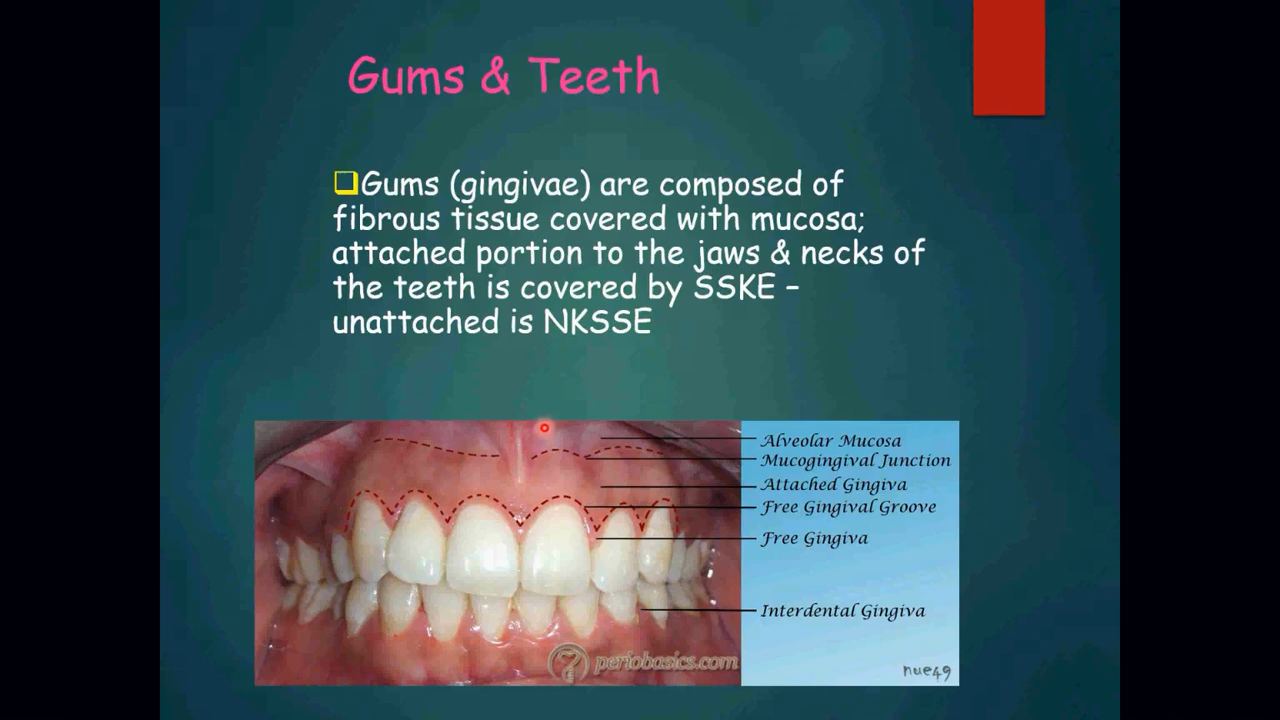 Gums & Teeth
Gums (gingivae) are composed of
fibrous tissue covered with mucosa;
attached portion to the jaws & necks of
the teeth is covered by SSKE –
unattached is NKSSE
Alveolar Mucosa
Mucogingival Junction
Attached Gingiva
Free Gingival Groove
Free Gingiva
Interdental Gingiva
periobasics.com
nue49